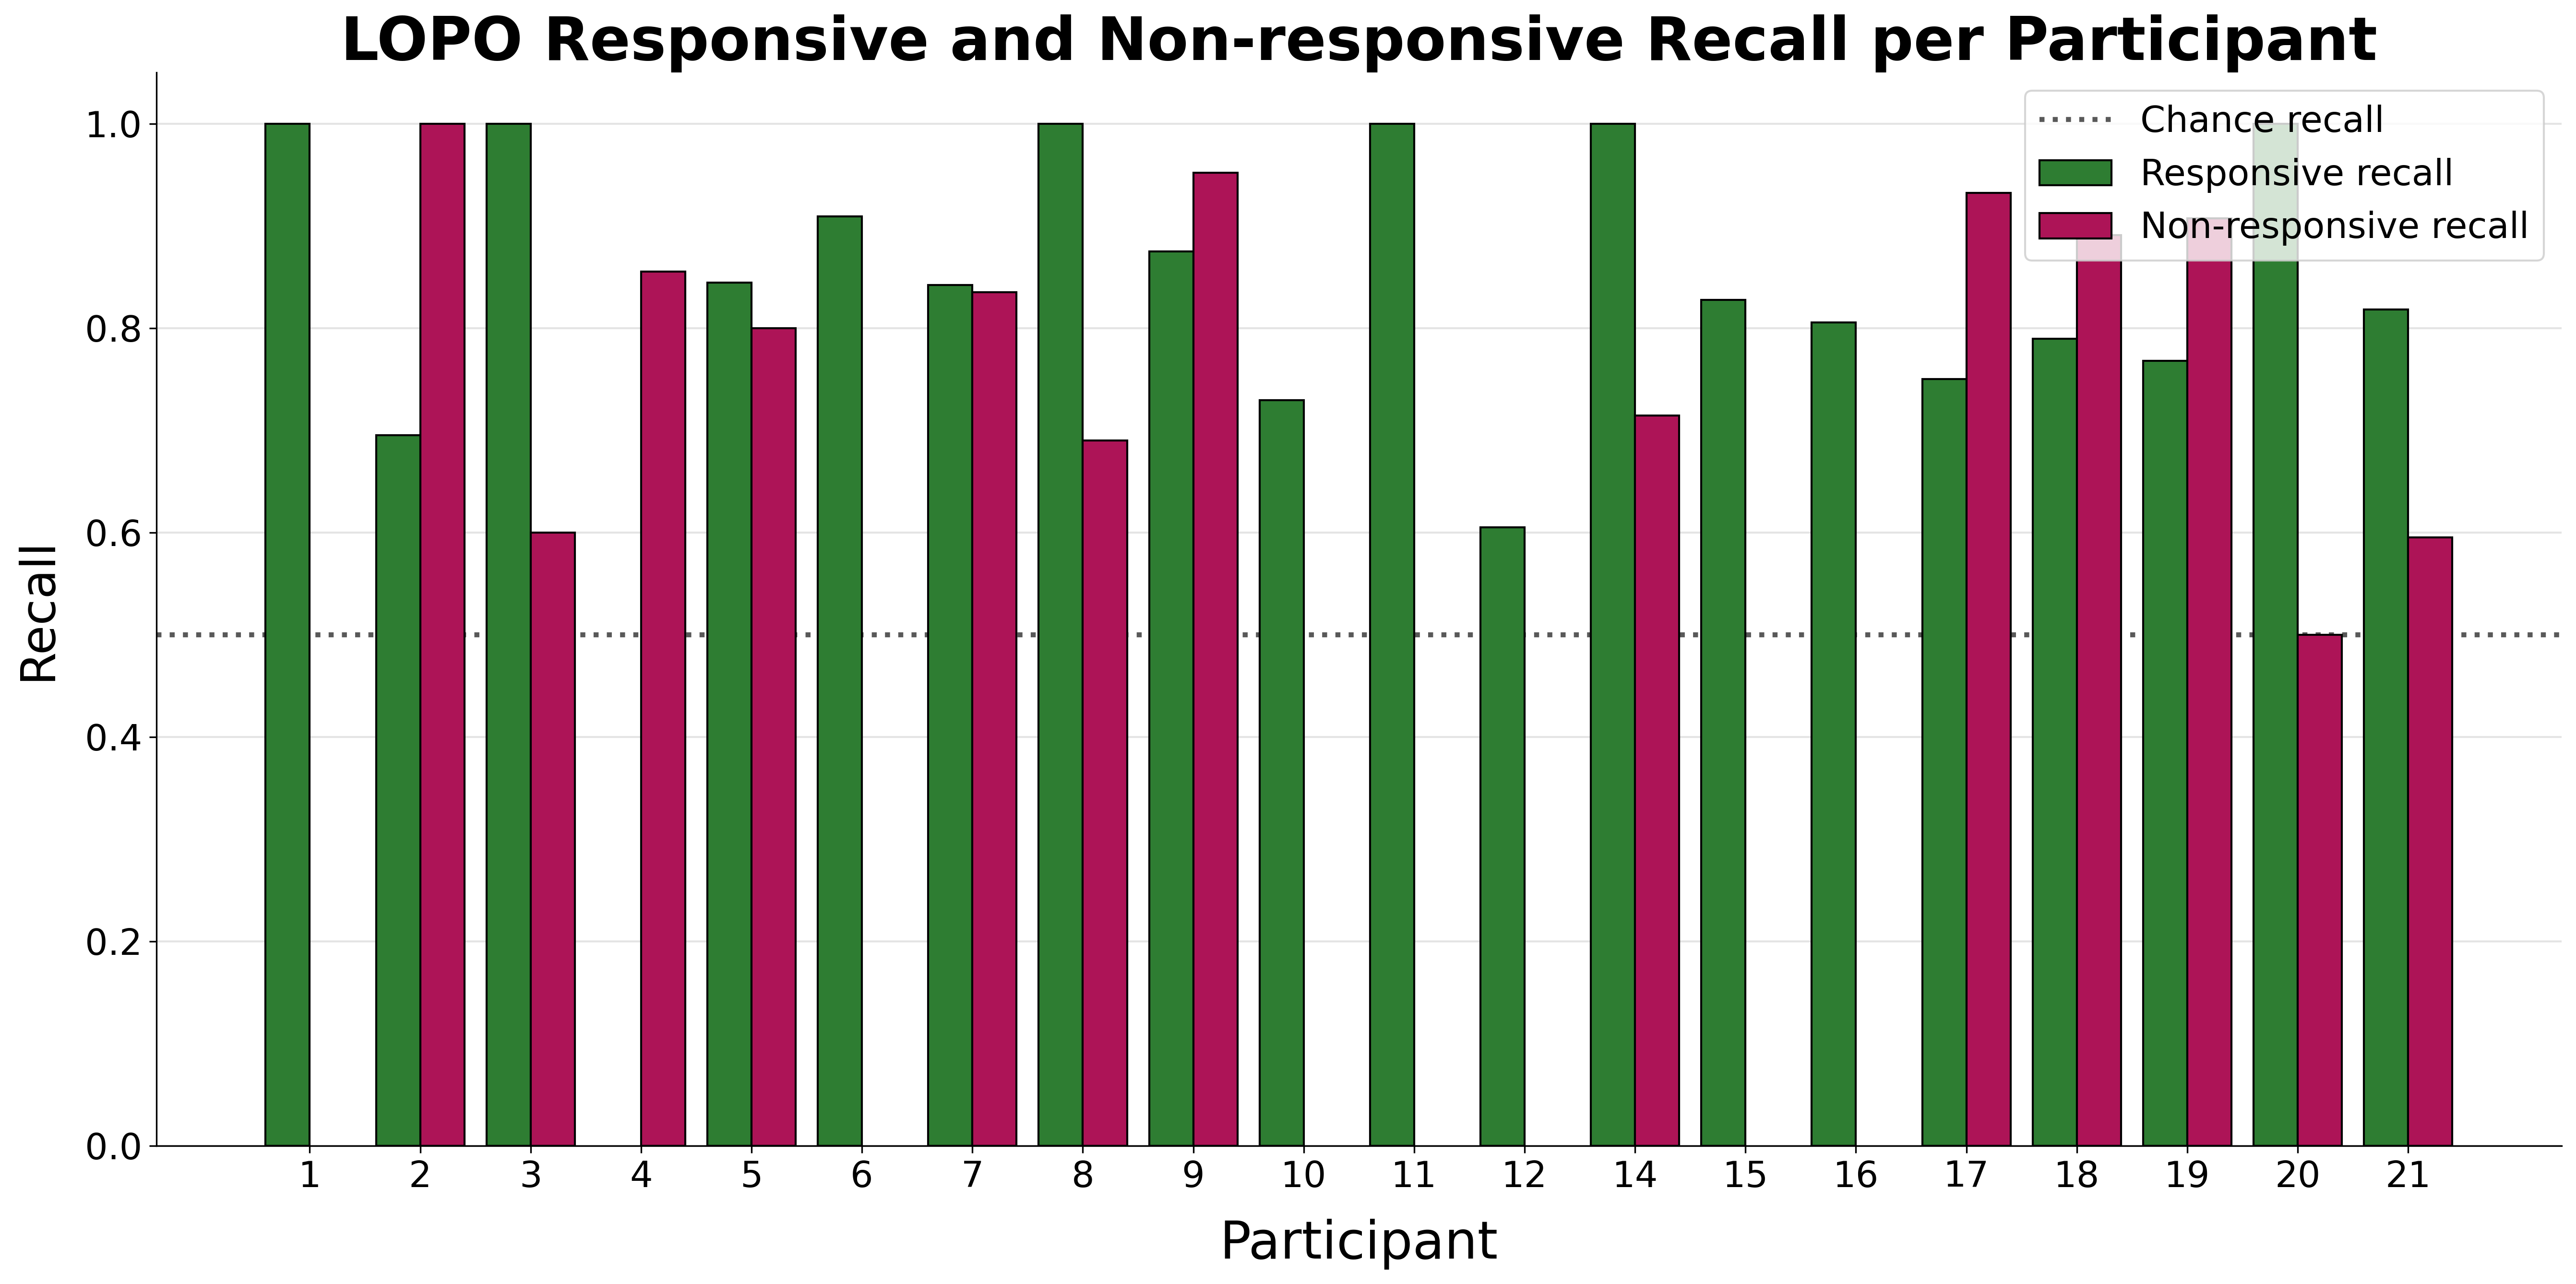 LOPO Responsive and Non-responsive Recall per Participant
Chance recall
Responsive recall
Non-responsive recall
Recall
1.0
0.8
0.6
0.4
0.2
0.0
1 2 3 4 5 6 7 8 9 10 11 12 14 15 16 17 18 19 20 21
Participant